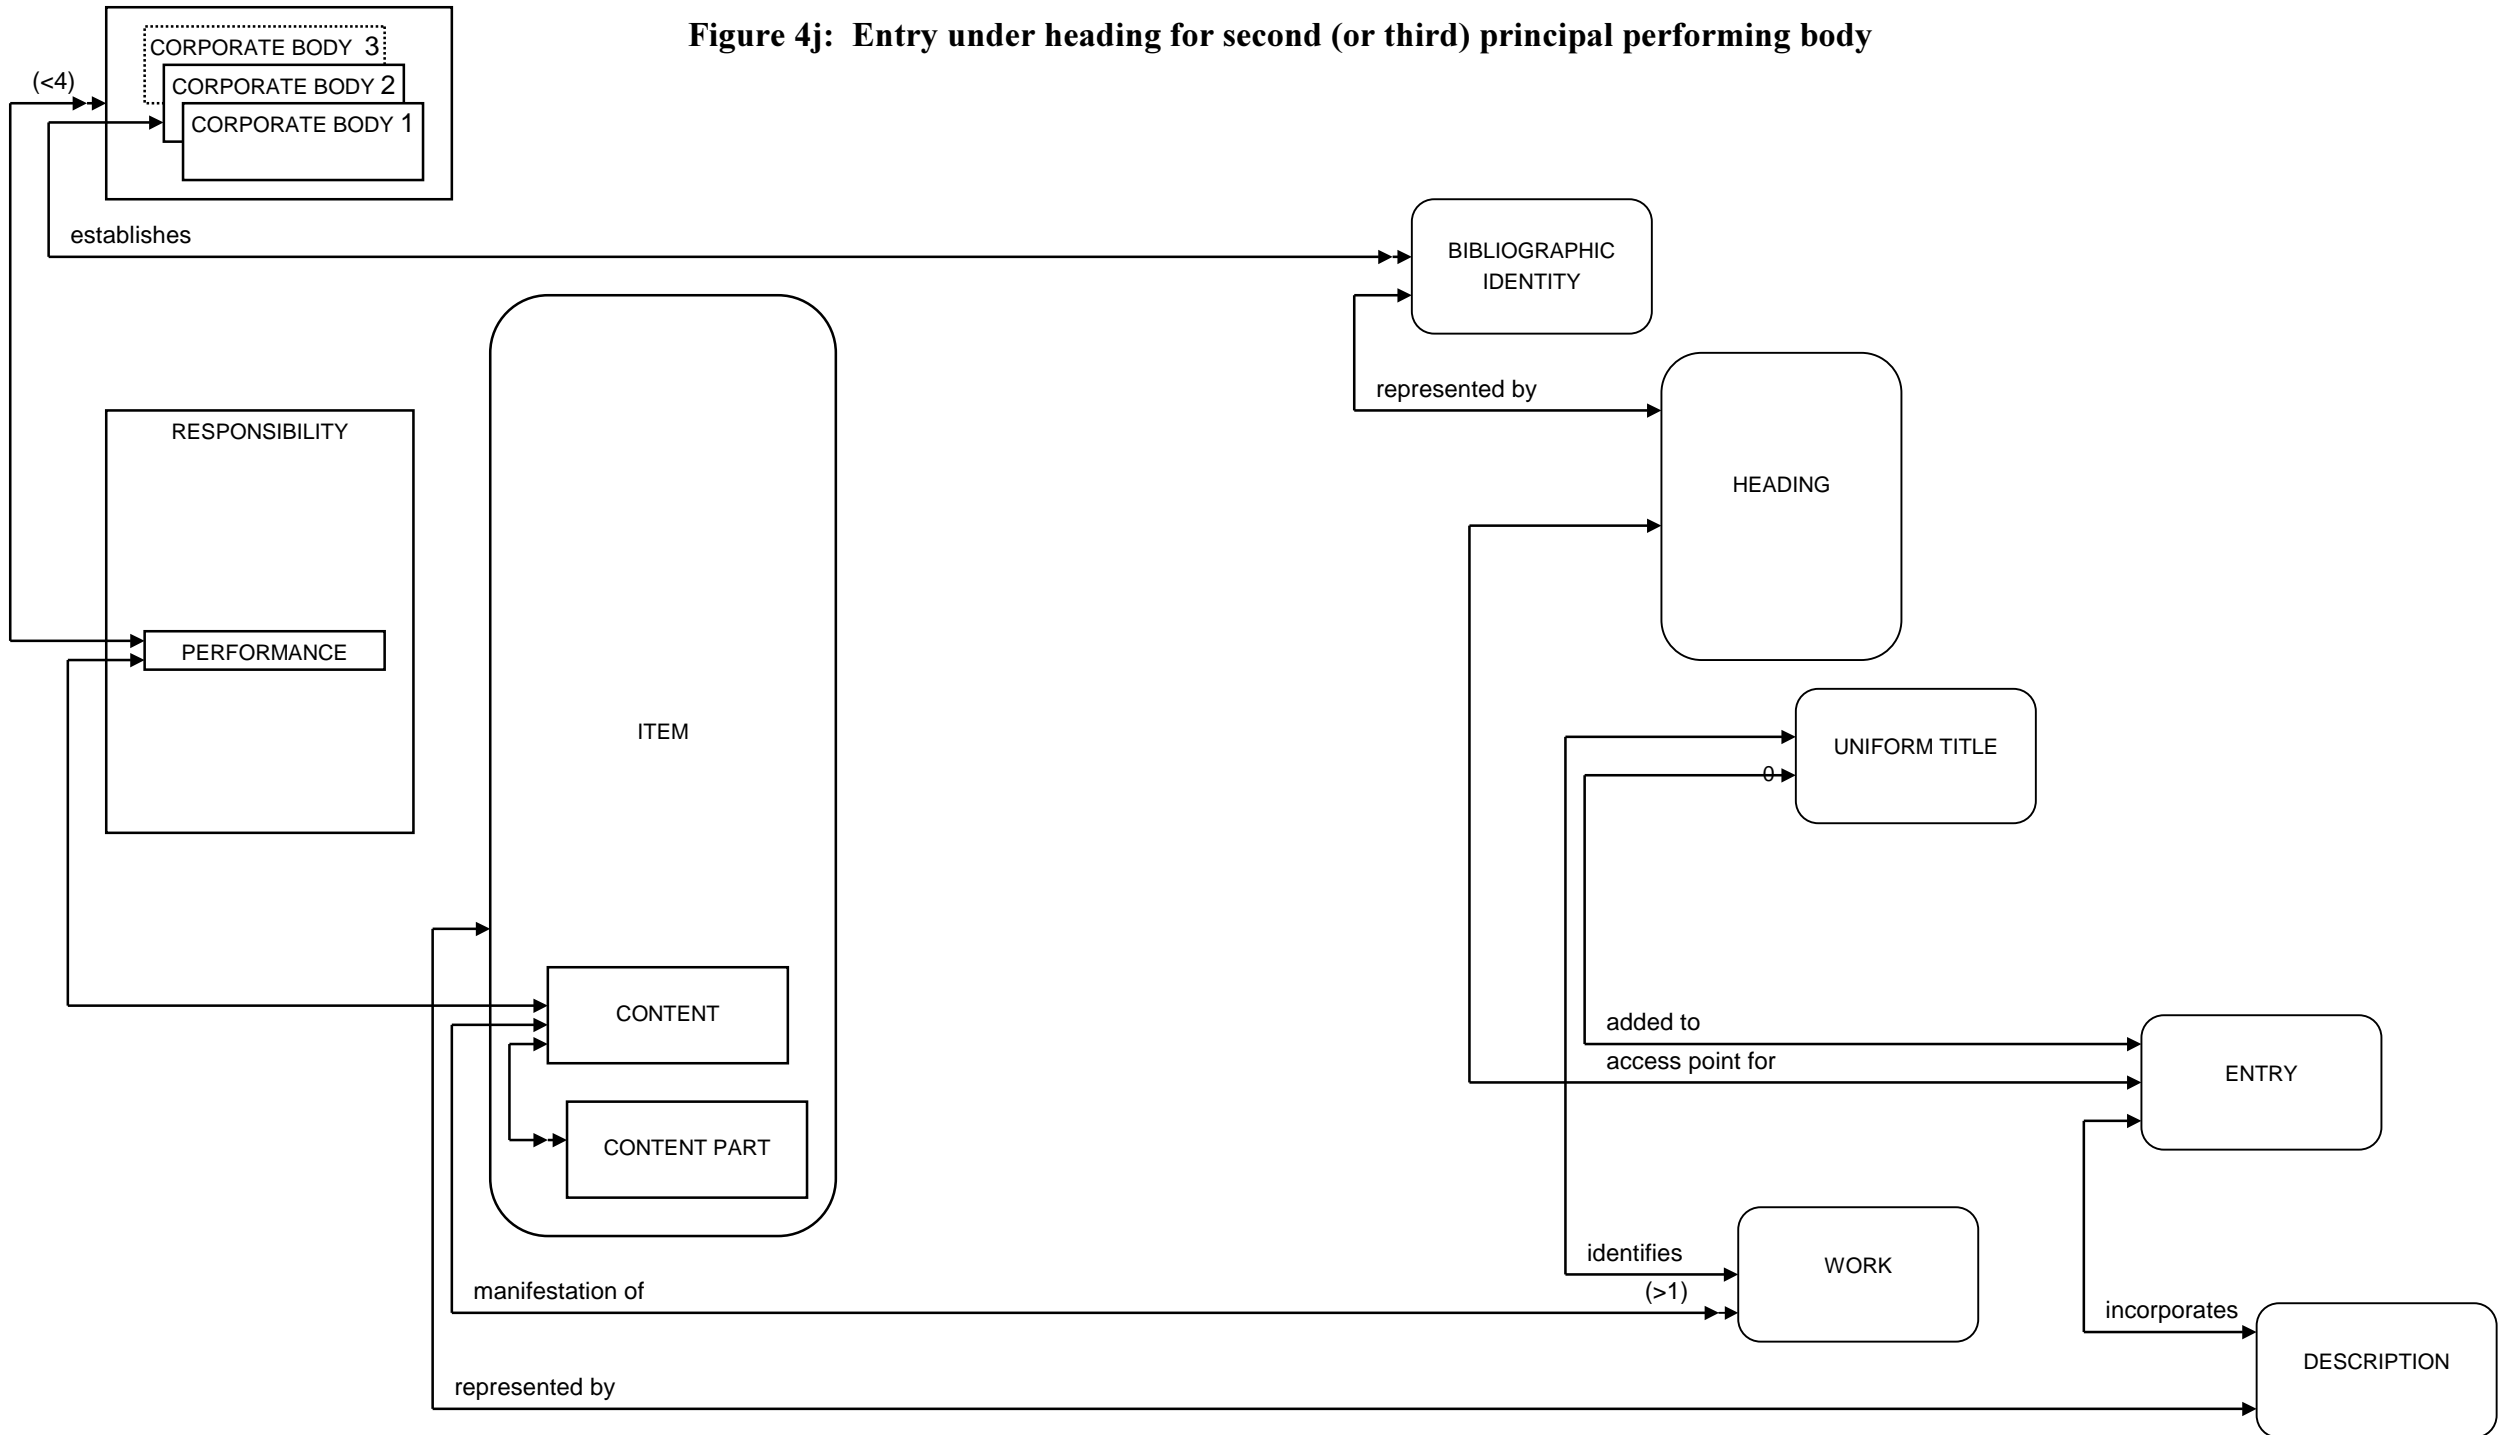 Figure 4j:  Entry under heading for second (or third) principal performing body
CORPORATE BODY  3
(<4)
CORPORATE BODY 2
CORPORATE BODY 1
establishes
BIBLIOGRAPHIC
IDENTITY
represented by
RESPONSIBILITY
HEADING
PERFORMANCE
ITEM
UNIFORM TITLE
0
CONTENT
added to
access point for
ENTRY
CONTENT PART
identifies
WORK
manifestation of
(>1)
incorporates
DESCRIPTION
represented by